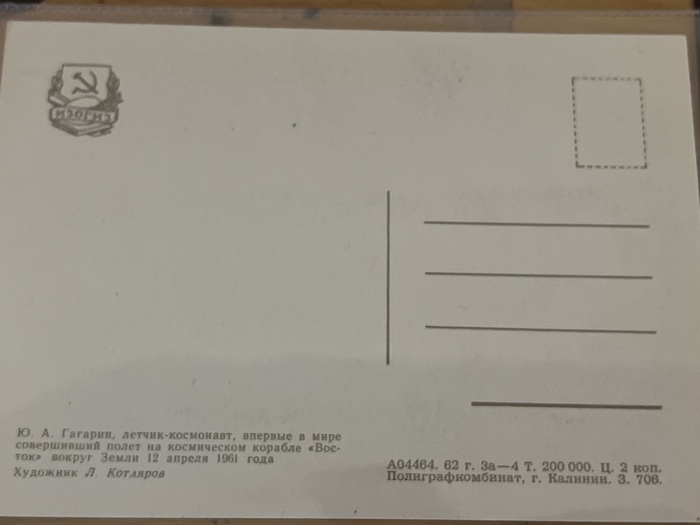 ИЗОГИЗ
Ю. А. Гагарин, летчик-космонавт, впервые в мире
совершивший полет на космическом корабле «Вос-
ток» вокруг Земли 12 апреля 1961 года
Художник Л. Котляров
А04464. 62 г. 3а—4 Т. 200 000. Ц. 2 коп.
Полиграфкомбинат, г. Калинин. З. 706.